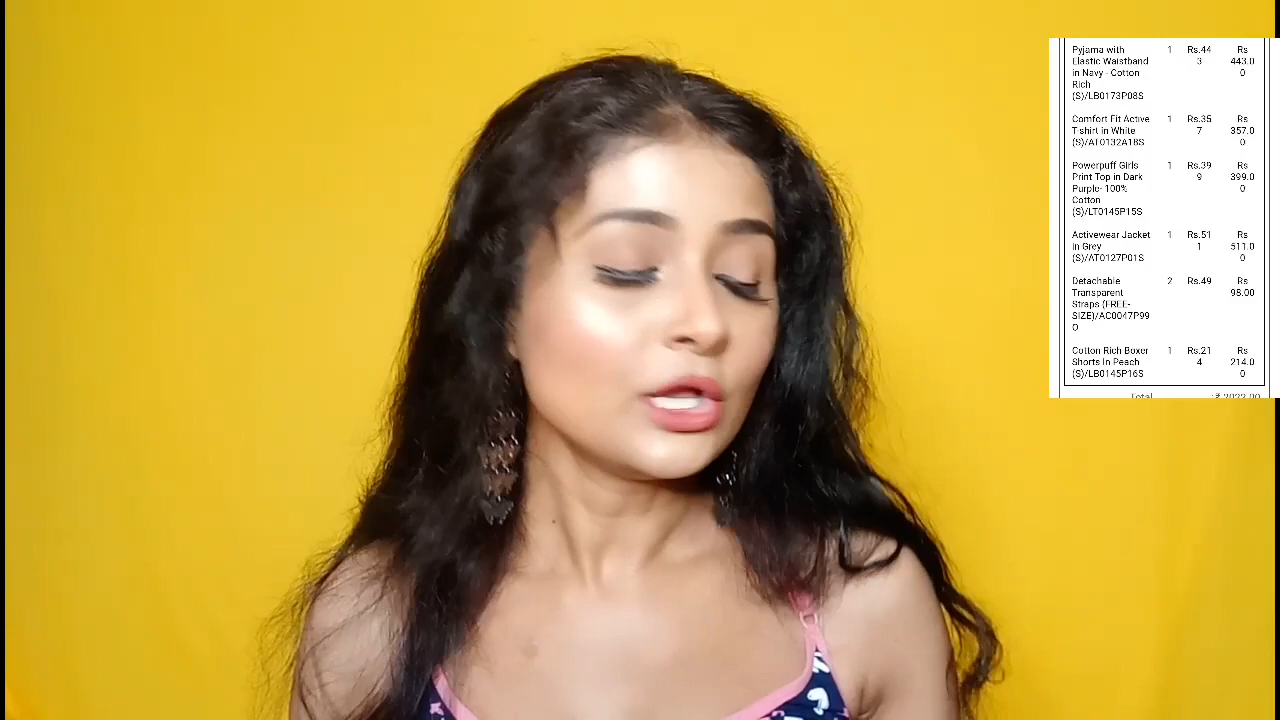 Pyjama with 1 Rs.44 Rs
Elastic Waistband 3 443.0
in Navy - Cotton 0
Rich
(S)/LB0173P08S
Comfort Fit Active 1 Rs.35 Rs
T-shirt in White 7 357.0
(S)/AT0132A18S 0
Powerpuff Girls 1 Rs.39 Rs
Print Top in Dark 9 399.0
Purple- 100% 0
Cotton
(S)/LT0145P15S
Activewear Jacket 1 Rs.51 Rs
in Grey 1 511.0
(S)/AT0127P01S 0
Detachable 2 Rs.49 Rs
Transparent 98.00
Straps (FREE-
SIZE)/AC0047P99
O
Cotton Rich Boxer 1 Rs.21 Rs
Shorts In Peach 4 214.0
(S)/LB0145P16S 0
Total